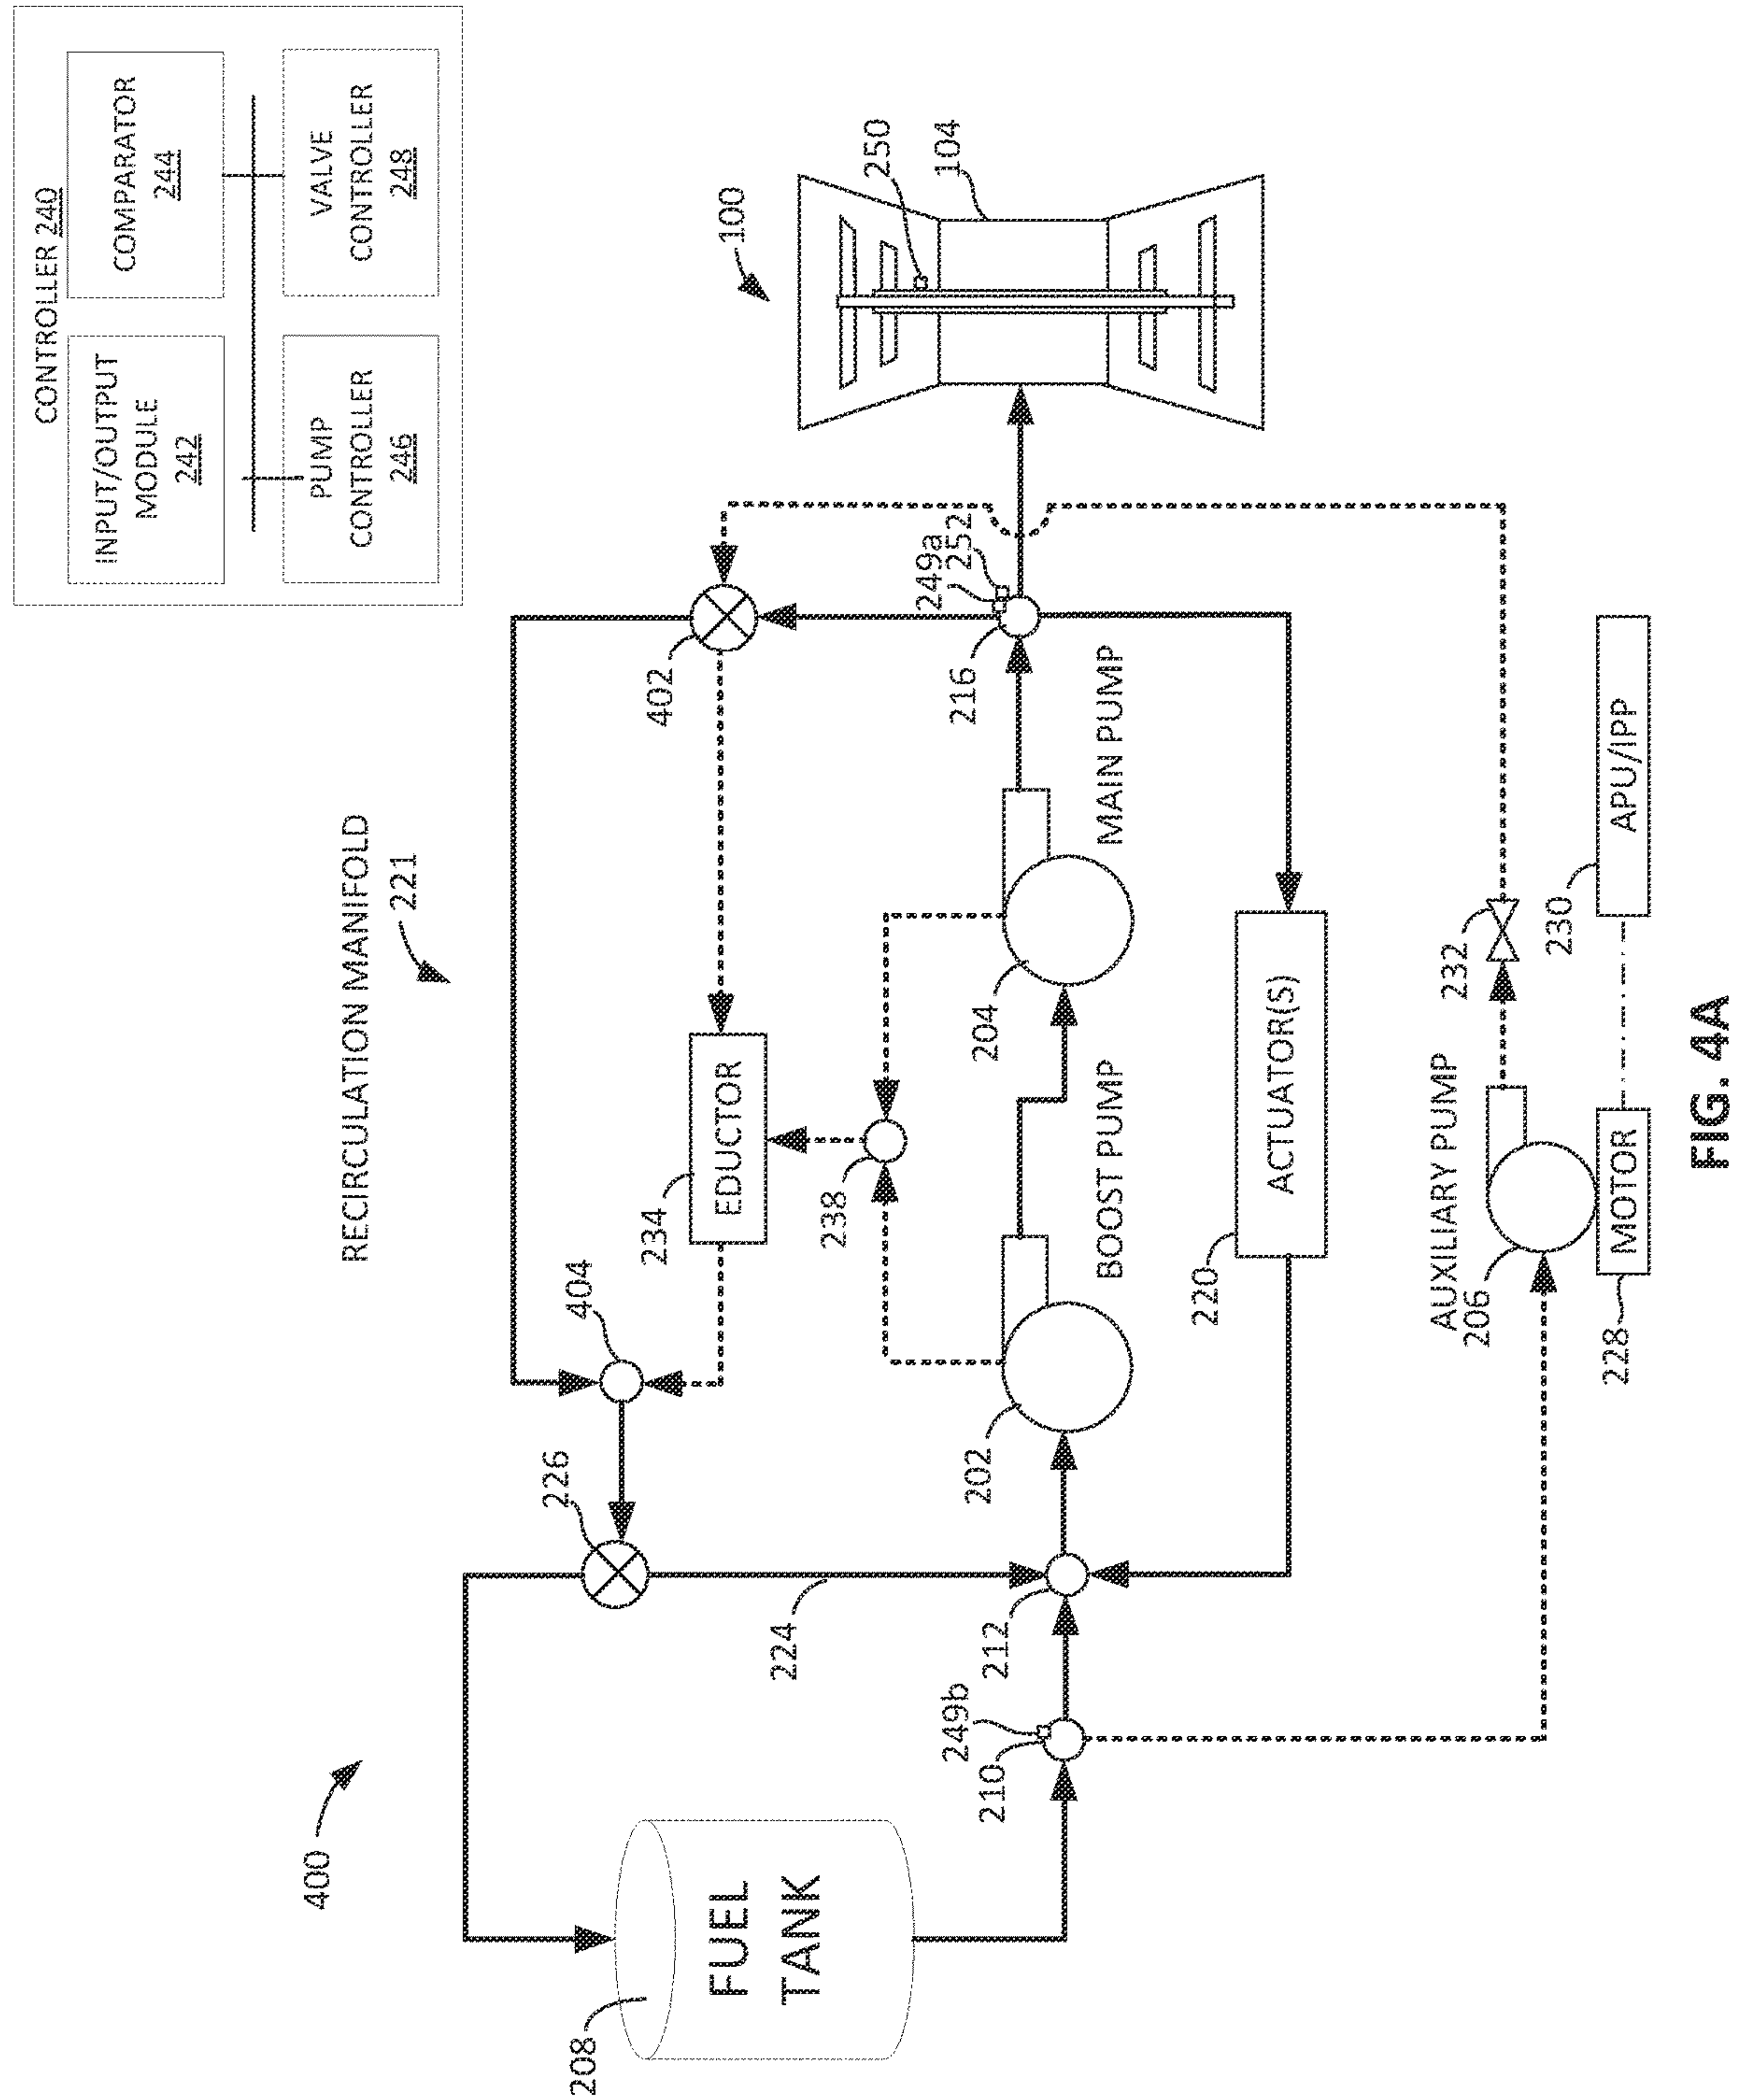 CONTROLLER 240
INPUT/OUTPUT
MODULE
242
COMPARATOR
244
PUMP
CONTROLLER
246
VALVE
CONTROLLER
248
400
RECIRCULATION MANIFOLD
221
100
250
104
208
FUEL
TANK
226
404
224
234
EDUCTOR
402
238
249a
252
216
249b
210
212
202
BOOST PUMP
204
MAIN PUMP
220
ACTUATOR(S)
AUXILIARY PUMP
206
232
228
MOTOR
230
APU/IPP
FIG. 4A